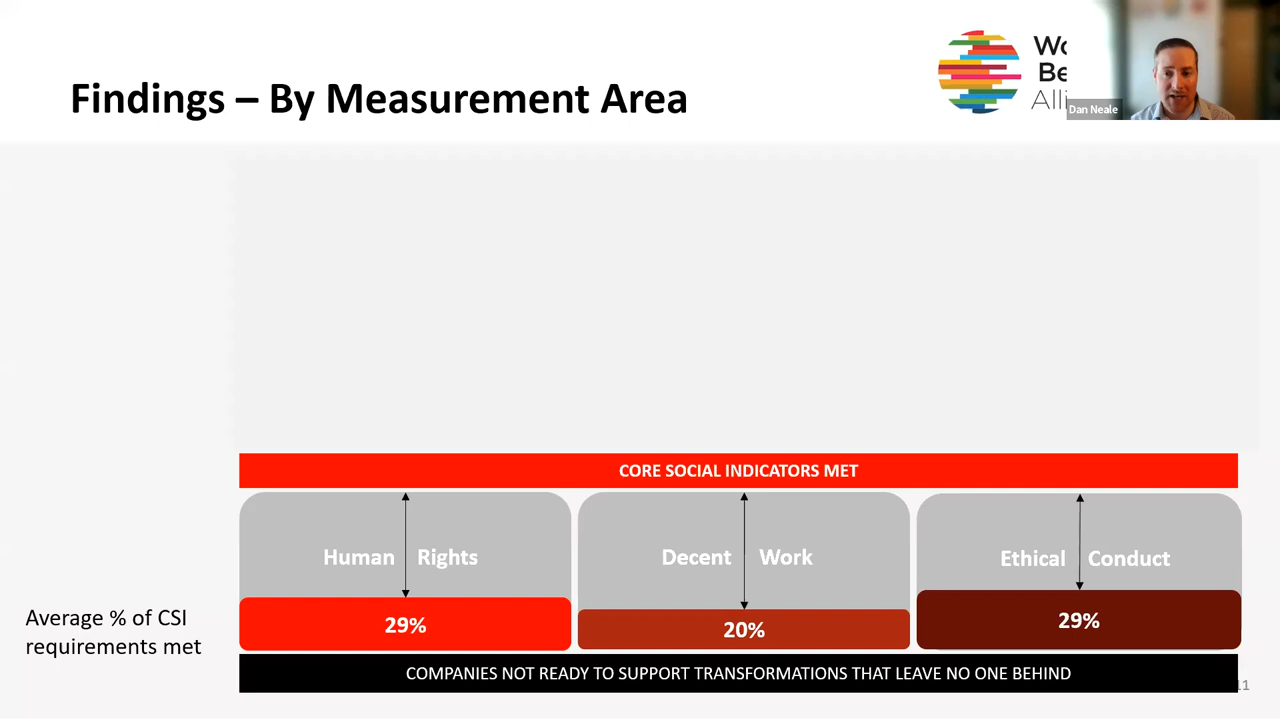 Findings – By Measurement Area
Dan Neale
CORE SOCIAL INDICATORS MET
Human Rights
Decent Work
Ethical Conduct
Average % of CSI
requirements met
29%
20%
29%
COMPANIES NOT READY TO SUPPORT TRANSFORMATIONS THAT LEAVE NO ONE BEHIND
11